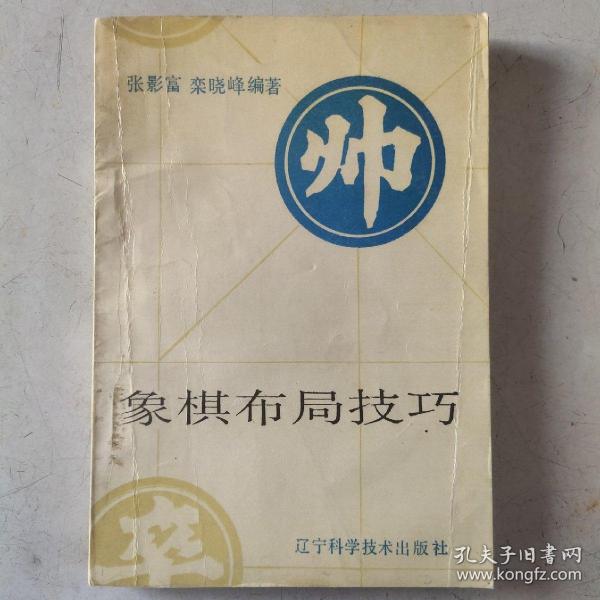 张影富 栾晓峰编著
帅
象棋布局技巧
卒
辽宁科学技术出版社
孔夫子旧书网
www.kongfz.com